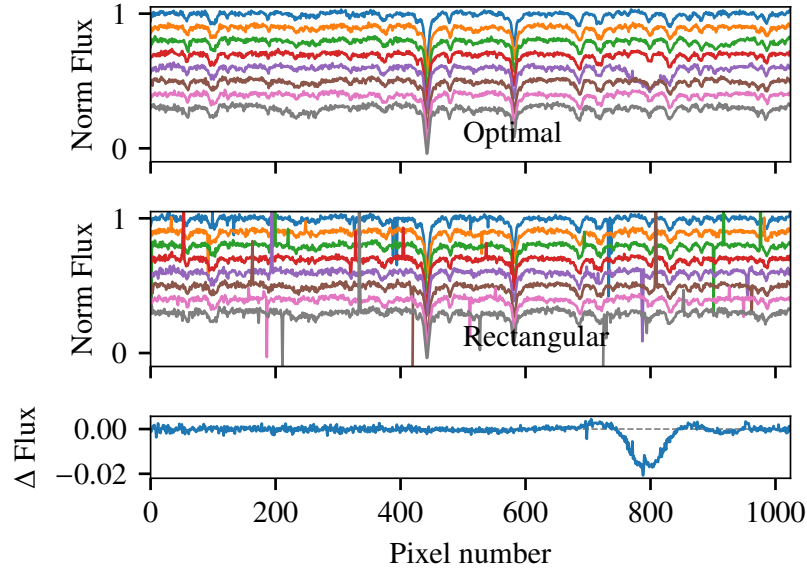 1
Norm Flux
0
Optimal
1
Norm Flux
0
Rectangular
Δ Flux
0.00
−0.02
0 200 400 600 800 1000
Pixel number